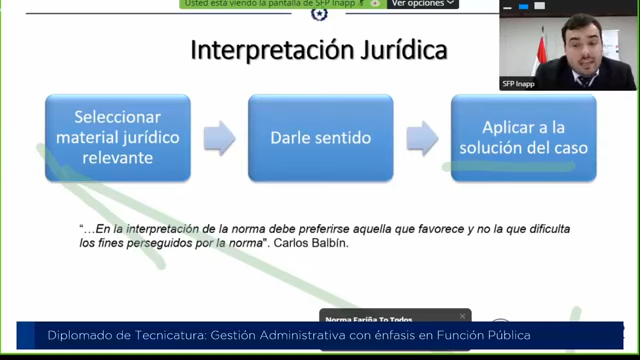 Usted está viendo la pantalla de SFP Inapp
Ver opciones
Interpretación Jurídica
SFP Inapp
Seleccionar
material jurídico
relevante
Darle sentido
Aplicar a la
solución del caso
“…En la interpretación de la norma debe preferirse aquella que favorece y no la que dificulta
los fines perseguidos por la norma”. Carlos Balbín.
Norma Fariña To Todos
Diplomado de Tecnicatura: Gestión Administrativa con énfasis en Función Pública